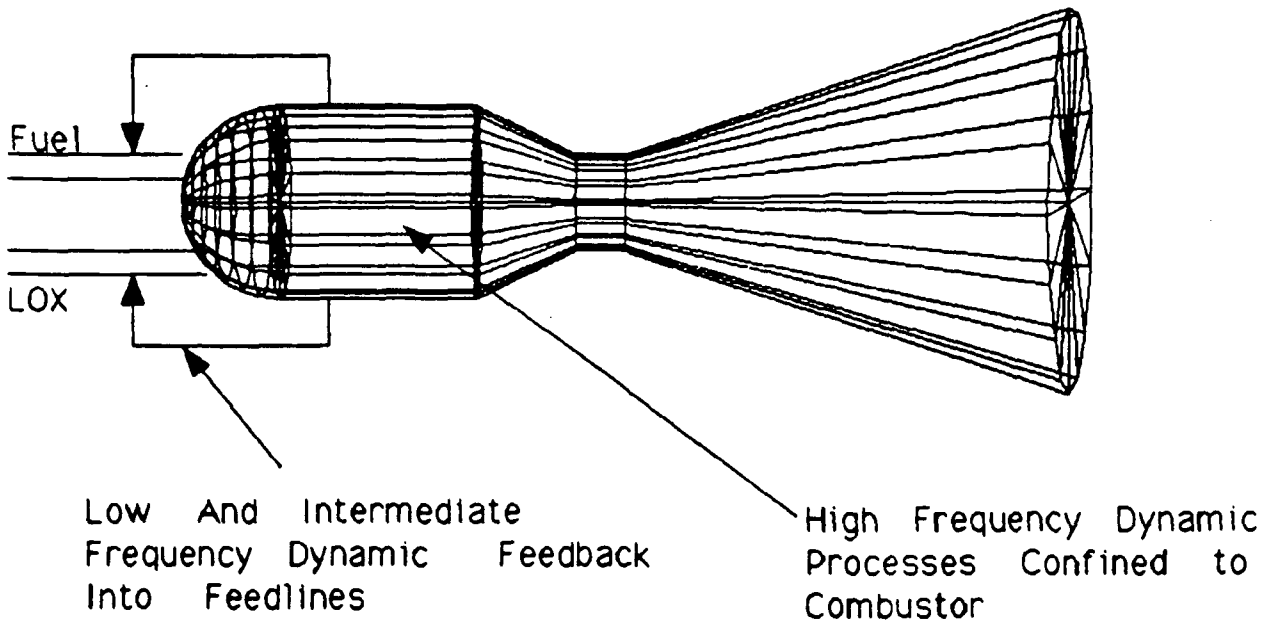 Fuel
LOX
Low And Intermediate
Frequency Dynamic Feedback
Into Feedlines
High Frequency Dynamic
Processes Confined to
Combustor